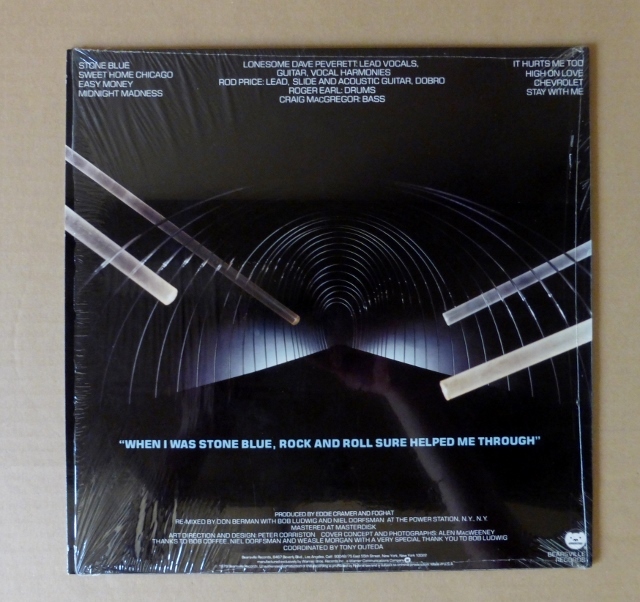 STONE BLUE
SWEET HOME CHICAGO
EASY MONEY
MIDNIGHT MADNESS
LONESOME DAVE PEVERETT: LEAD VOCALS,
GUITAR, VOCAL HARMONIES
ROD PRICE: LEAD, SLIDE AND ACOUSTIC GUITAR, DOBRO
ROGER EARL: DRUMS
CRAIG MacGREGOR: BASS
IT HURTS ME TOO
HIGH ON LOVE
CHEVROLET
STAY WITH ME
"WHEN I WAS STONE BLUE, ROCK AND ROLL SURE HELPED ME THROUGH"
PRODUCED BY EDDIE CRAMER AND FOGHAT
RE-MIXED BY DON BERMAN WITH BOB LUDWIG AND NIEL DORFSMAN AT THE POWER STATION, N.Y., N.Y.
MASTERED AT MASTERDISK
ART DIRECTION AND DESIGN: PETER CORRISTON COVER CONCEPT AND PHOTOGRAPHS: ALEN MacWEENEY
THANKS TO BOB COFFEE, NIEL DORFSMAN AND WEASLE MORGAN WITH A VERY SPECIAL THANK YOU TO BOB LUDWIG
COORDINATED BY TONY OUTEDA
BEARSVILLE
RECORDS